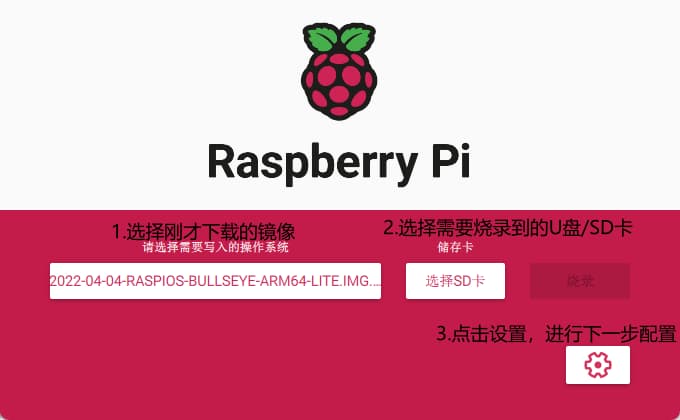 Raspberry Pi
1.选择刚才下载的镜像
2.选择需要烧录到的U盘/SD卡
请选择需要写入的操作系统
储存卡
2022-04-04-RASPIOS-BULLSEYE-ARM64-LITE.IMG....
选择SD卡
烧录
3.点击设置，进行下一步配置